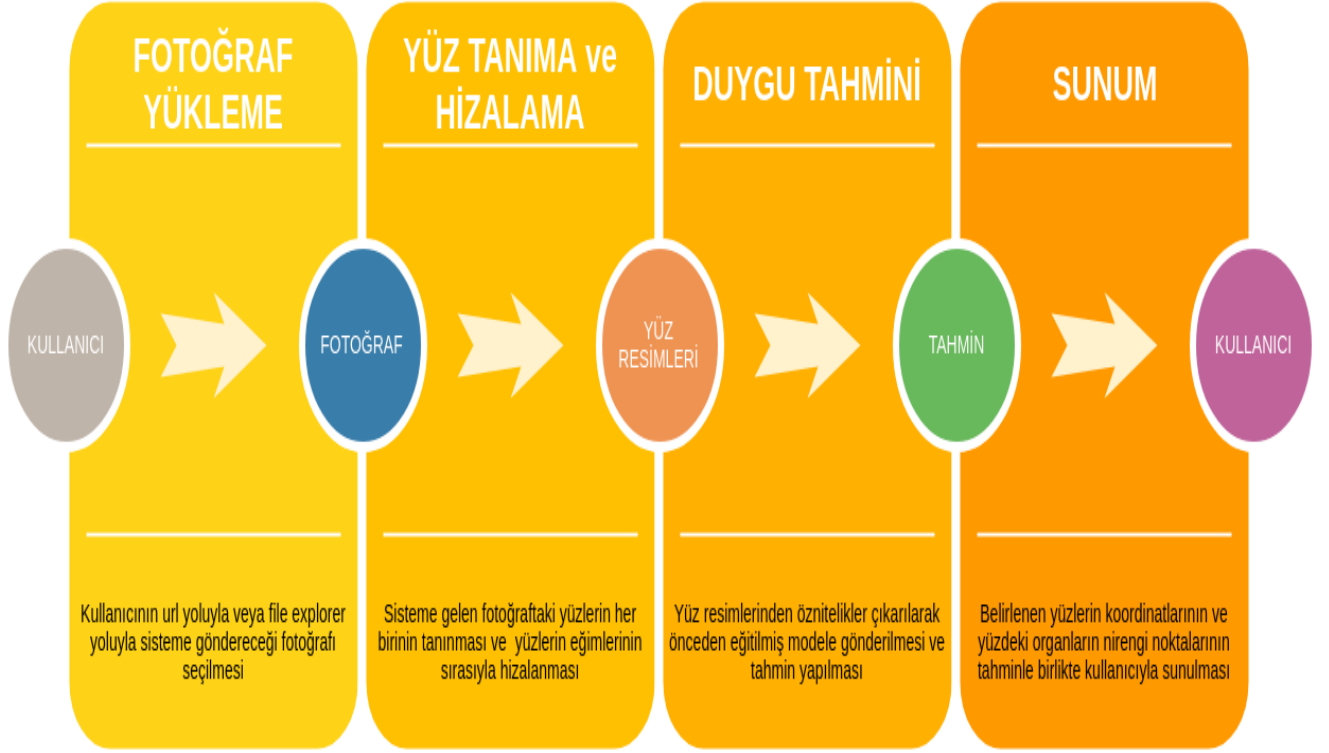 FOTOĞRAF
YÜKLEME
YÜZ TANIMA ve
HİZALAMA
DUYGU TAHMİNİ
SUNUM
KULLANICI
FOTOĞRAF
YÜZ
RESİMLERİ
TAHMİN
KULLANICI
Kullanıcının url yoluyla veya file explorer
yoluyla sisteme göndereceği fotoğrafı
seçilmesi
Sisteme gelen fotoğraftaki yüzlerin her
birinin tanınması ve yüzlerin eğimlerinin
sırasıyla hizalanması
Yüz resimlerinden öznitelikler çıkarılarak
önceden eğitilmiş modele gönderilmesi ve
tahmin yapılması
Belirlenen yüzlerin koordinatlarının ve
yüzdeki organların nirengi noktalarının
tahminle birlikte kullanıcıyla sunulması